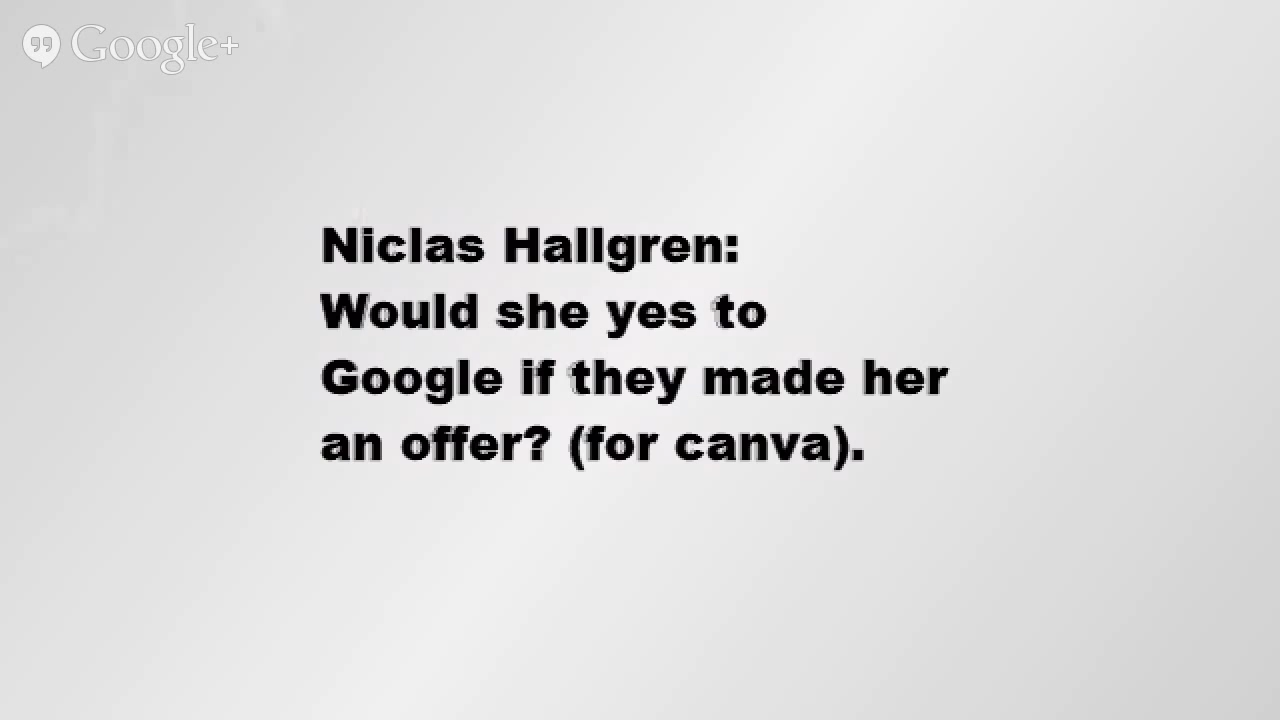 Google+
Niclas Hallgren:
Would she yes to
Google if they made her
an offer? (for canva).